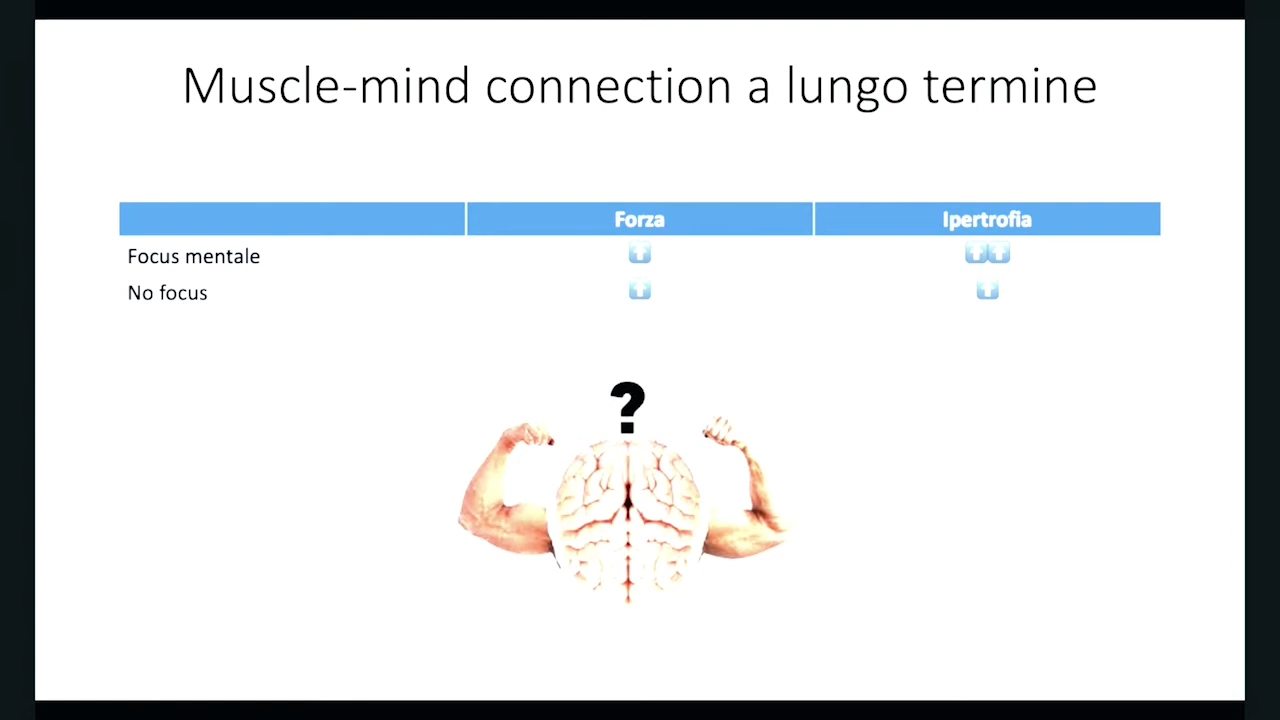 Muscle-mind connection a lungo termine
Forza Ipertrofia
Focus mentale ⬆️ ⬆️⬆️
No focus ⬆️ ⬆️
?